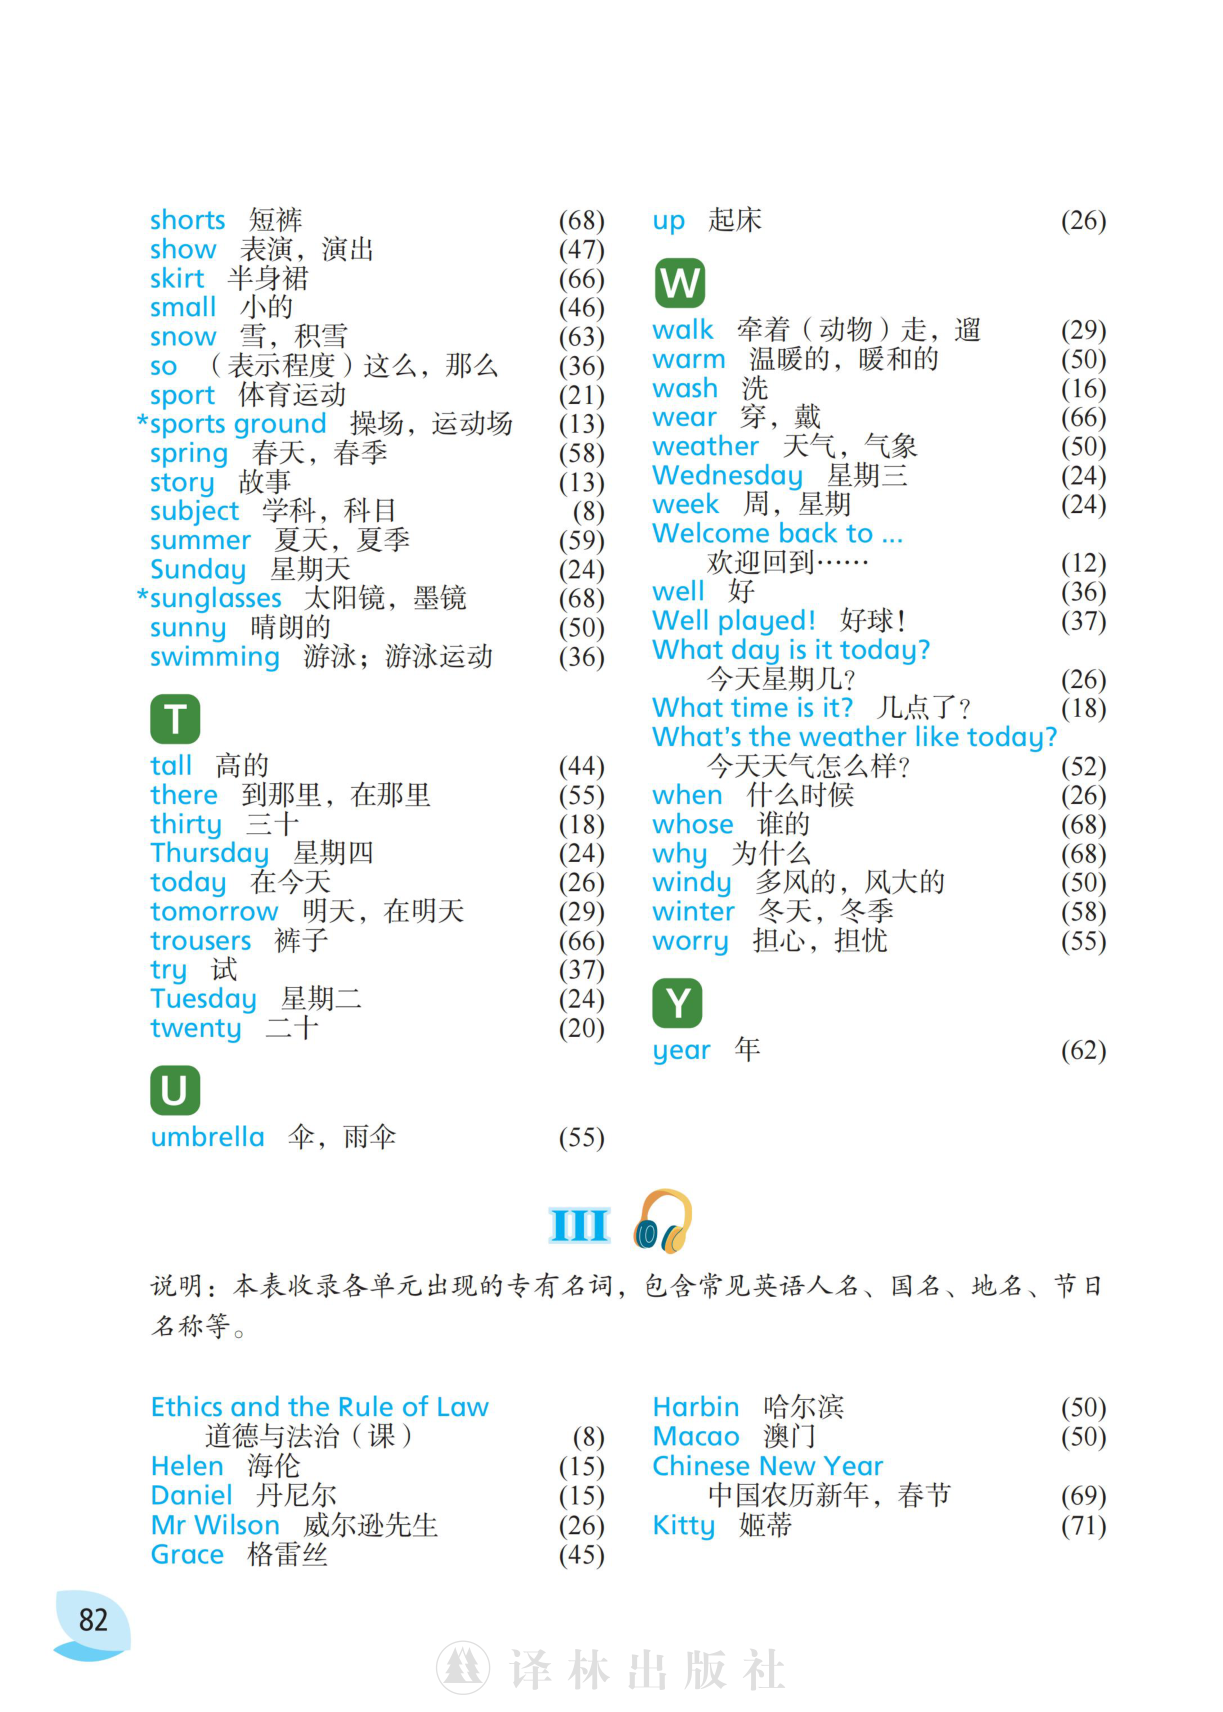 shorts 短裤 (68)
show 表演，演出 (47)
skirt 半身裙 (66)
small 小的 (46)
snow 雪，积雪 (63)
so （表示程度）这么，那么 (36)
sport 体育运动 (21)
*sports ground 操场，运动场 (13)
spring 春天，春季 (58)
story 故事 (13)
subject 学科，科目 (8)
summer 夏天，夏季 (59)
Sunday 星期天 (24)
*sunglasses 太阳镜，墨镜 (68)
sunny 晴朗的 (50)
swimming 游泳；游泳运动 (36)
T
tall 高的 (44)
there 到那里，在那里 (55)
thirty 三十 (18)
Thursday 星期四 (24)
today 在今天 (26)
tomorrow 明天，在明天 (29)
trousers 裤子 (66)
try 试 (37)
Tuesday 星期二 (24)
twenty 二十 (20)
U
umbrella 伞，雨伞 (55)
up 起床 (26)
W
walk 牵着（动物）走，遛 (29)
warm 温暖的，暖和的 (50)
wash 洗 (16)
wear 穿，戴 (66)
weather 天气，气象 (50)
Wednesday 星期三 (24)
week 周，星期 (24)
Welcome back to ...
欢迎回到…… (12)
well 好 (36)
Well played! 好球！ (37)
What day is it today?
今天星期几？ (26)
What time is it? 几点了？ (18)
What's the weather like today?
今天天气怎么样？ (52)
when 什么时候 (26)
whose 谁的 (68)
why 为什么 (68)
windy 多风的，风大的 (50)
winter 冬天，冬季 (58)
worry 担心，担忧 (55)
Y
year 年 (62)
III
说明：本表收录各单元出现的专有名词，包含常见英语人名、国名、地名、节日
名称等。
Ethics and the Rule of Law
道德与法治（课） (8)
Helen 海伦 (15)
Daniel 丹尼尔 (15)
Mr Wilson 威尔逊先生 (26)
Grace 格雷丝 (45)
Harbin 哈尔滨 (50)
Macao 澳门 (50)
Chinese New Year
中国农历新年，春节 (69)
Kitty 姬蒂 (71)
82
译林出版社